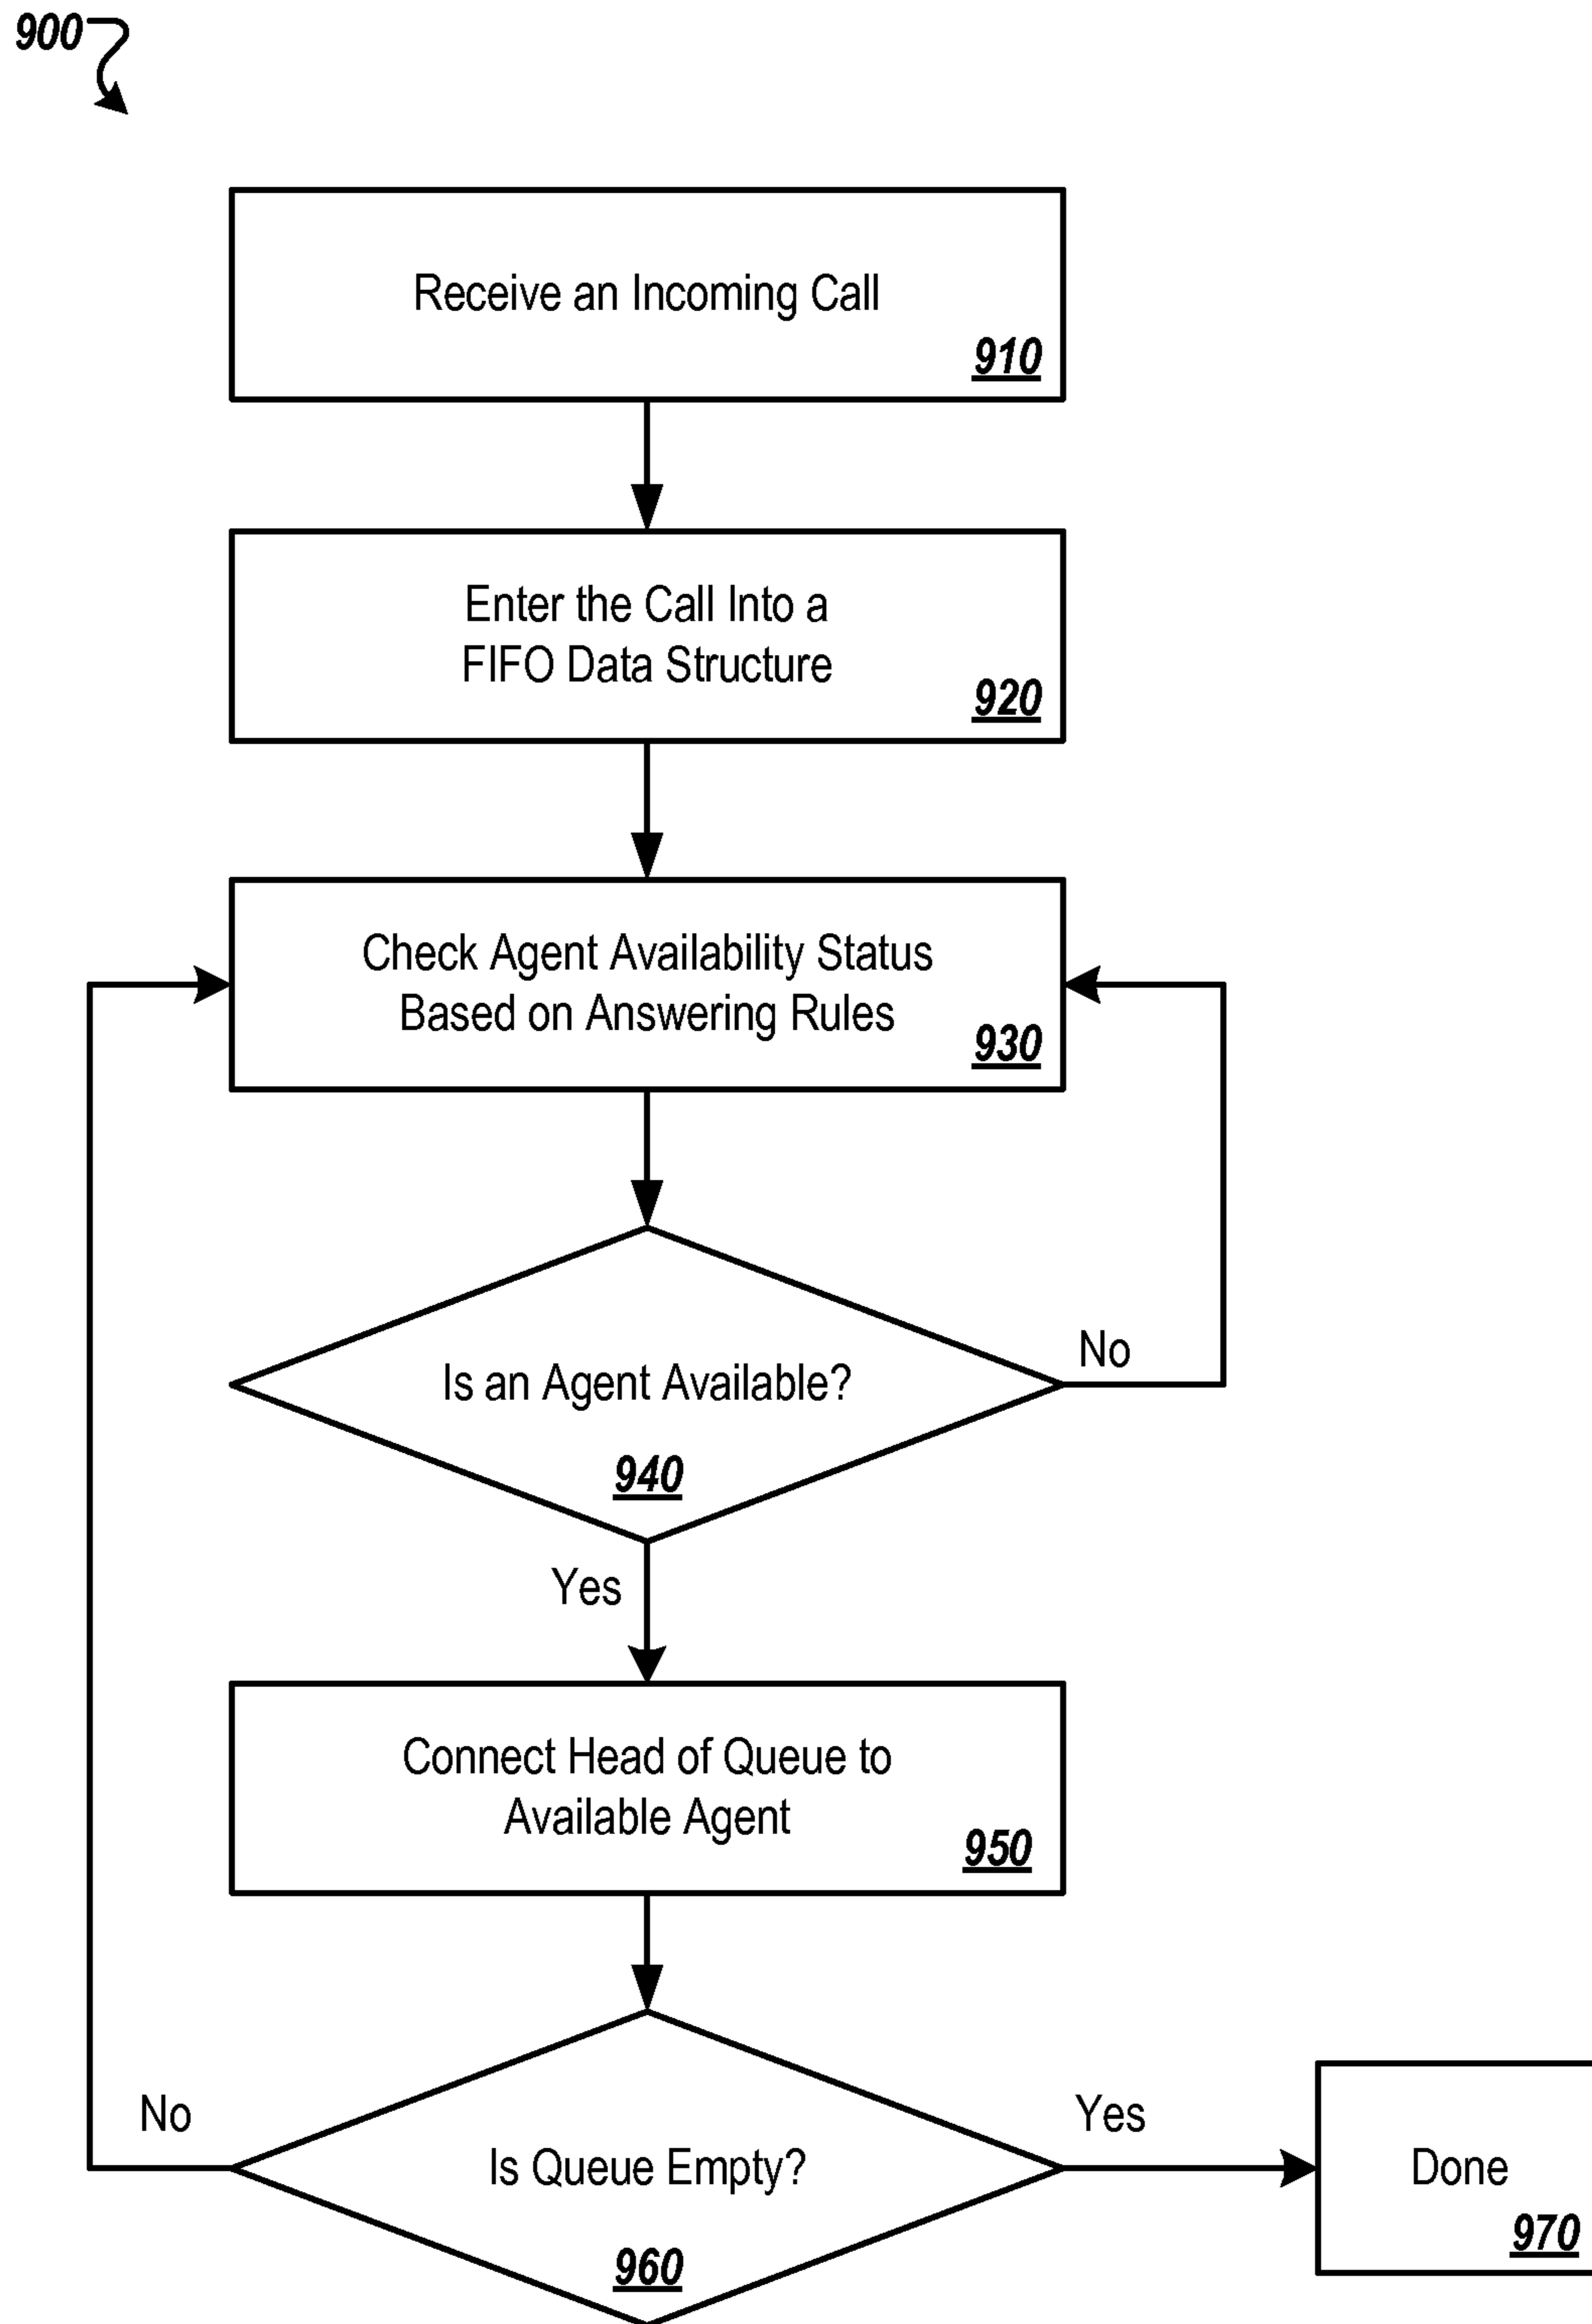 900
Receive an Incoming Call
910
Enter the Call Into a
FIFO Data Structure
920
Check Agent Availability Status
Based on Answering Rules
930
Is an Agent Available?
No
940
Yes
Connect Head of Queue to
Available Agent
950
No
Is Queue Empty?
Yes
960
Done
970